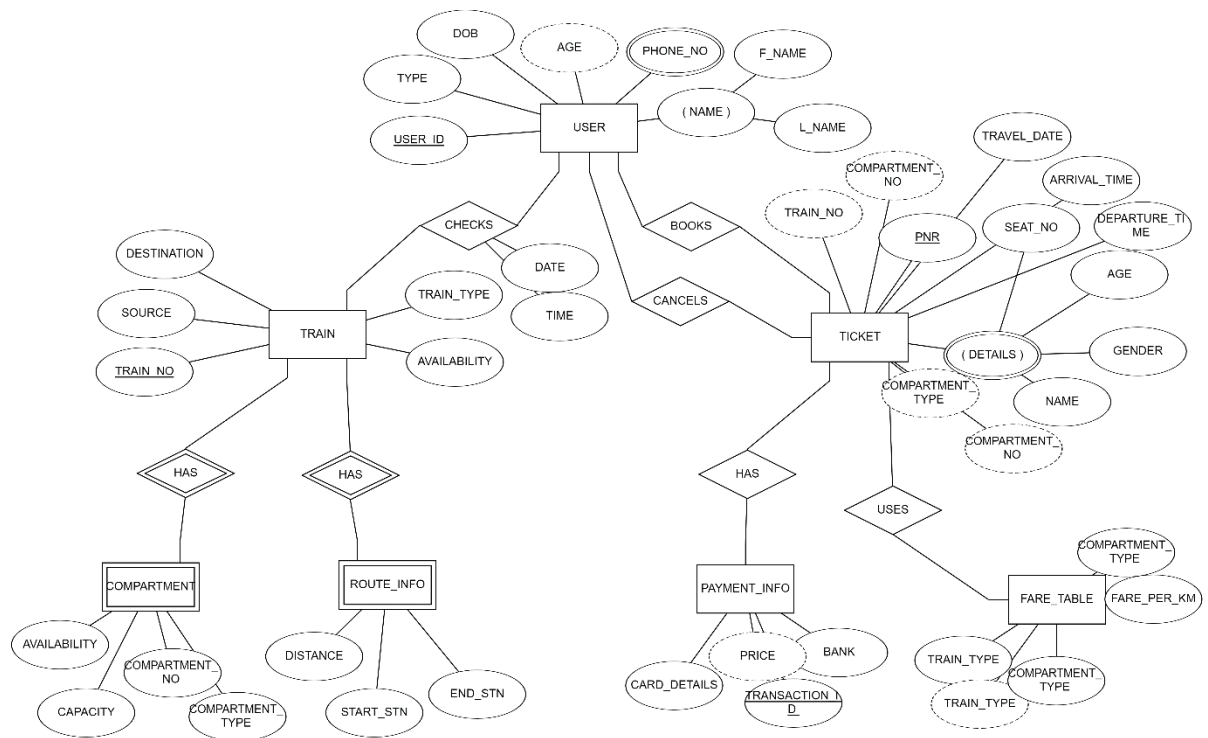 DOB
AGE
PHONE_NO
F_NAME
TYPE
( NAME )
USER
L_NAME
USER_ID
TRAVEL_DATE
COMPARTMENT_
NO
ARRIVAL_TIME
TRAIN_NO
CHECKS
BOOKS
PNR
SEAT_NO
DEPARTURE_TI
ME
DESTINATION
DATE
AGE
TRAIN_TYPE
CANCELS
TIME
SOURCE
TRAIN
TICKET
( DETAILS )
GENDER
AVAILABILITY
TRAIN_NO
COMPARTMENT_
TYPE
NAME
COMPARTMENT_
NO
HAS
HAS
HAS
USES
COMPARTMENT_
TYPE
COMPARTMENT
ROUTE_INFO
PAYMENT_INFO
FARE_TABLE
FARE_PER_KM
AVAILABILITY
DISTANCE
PRICE
BANK
TRAIN_TYPE
COMPARTMENT_
NO
CARD_DETAILS
COMPARTMENT_
TYPE
END_STN
TRANSACTION_I
D
TRAIN_TYPE
CAPACITY
COMPARTMENT_
TYPE
START_STN